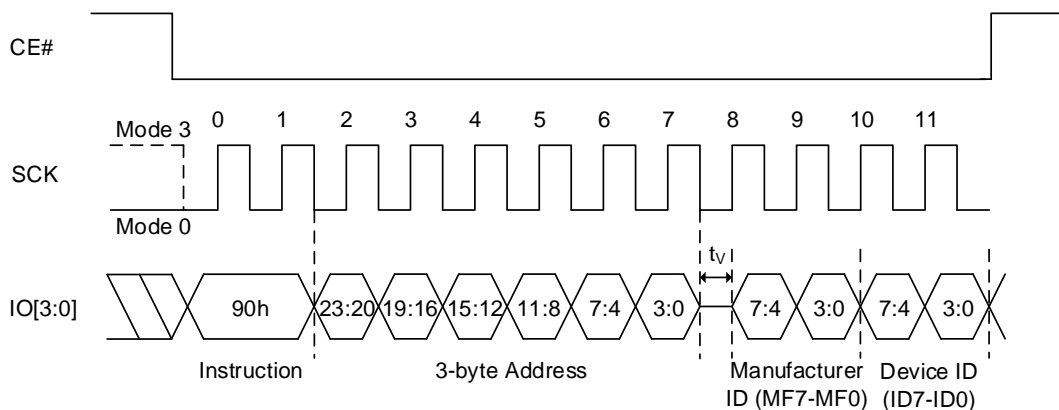 CE#
Mode 3
0 1 2 3 4 5 6 7 8 9 10 11
SCK
Mode 0
tV
IO[3:0]
90h 23:20 19:16 15:12 11:8 7:4 3:0 7:4 3:0 7:4 3:0
Instruction
3-byte Address
Manufacturer
ID (MF7-MF0)
Device ID
(ID7-ID0)